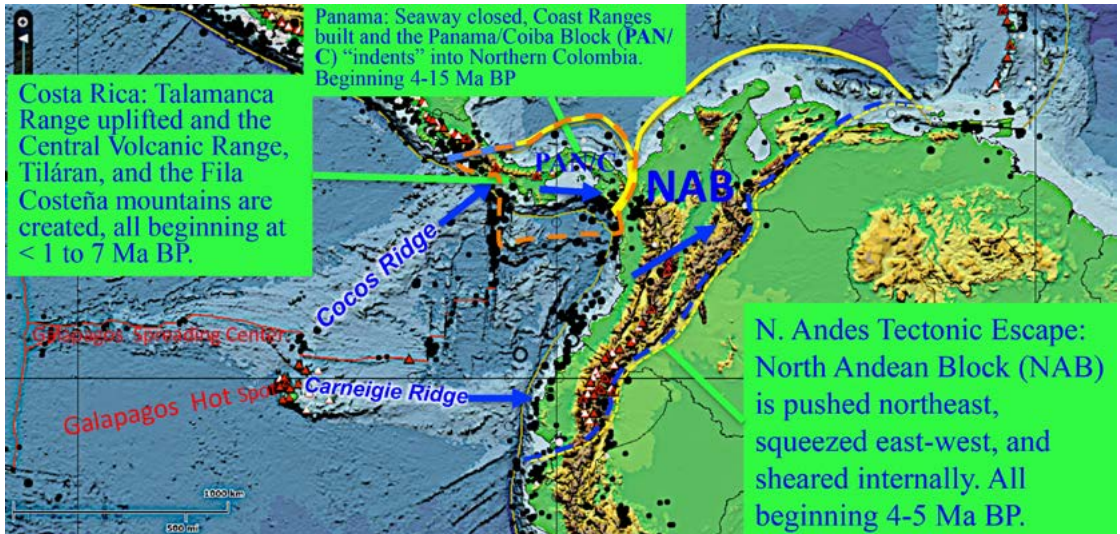 Panama: Seaway closed, Coast Ranges
built and the Panama/Coiba Block (PAN/
C) “indents” into Northern Colombia.
Beginning 4-15 Ma BP
Costa Rica: Talamanca
Range uplifted and the
Central Volcanic Range,
Tiláran, and the Fila
Costeña mountains are
created, all beginning at
< 1 to 7 Ma BP.
PAN/C
NAB
Cocos Ridge
Galapagos Spreading Center
Galapagos Hot Spot
Carneigie Ridge
N. Andes Tectonic Escape:
North Andean Block (NAB)
is pushed northeast,
squeezed east-west, and
sheared internally. All
beginning 4-5 Ma BP.
1000 km
500 mi